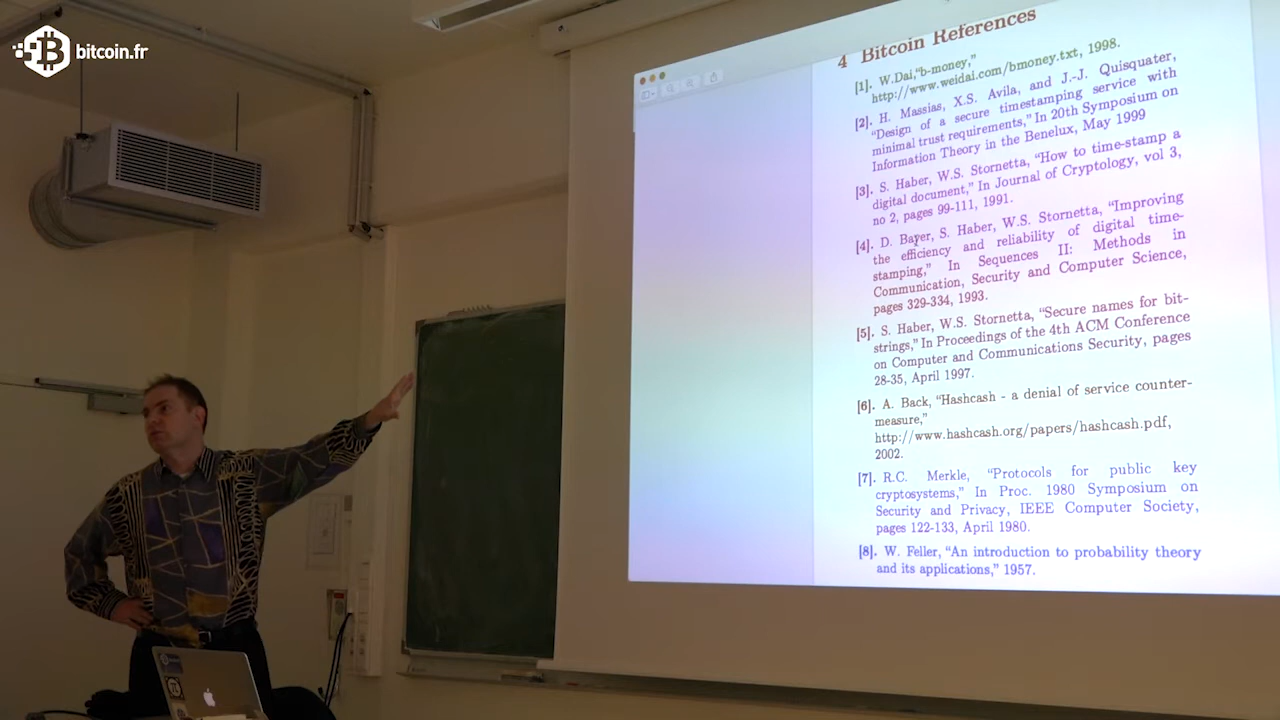 bitcoin.fr
4 Bitcoin References
[1]. W.Dai,"b-money,"
http://www.weidai.com/bmoney.txt, 1998.
[2]. H. Massias, X.S. Avila, and J.-J. Quisquater,
"Design of a secure timestamping service with
minimal trust requirements," In 20th Symposium on
Information Theory in the Benelux, May 1999
[3]. S. Haber, W.S. Stornetta, "How to time-stamp a
digital document," In Journal of Cryptology, vol 3,
no 2, pages 99-111, 1991.
[4]. D. Bayer, S. Haber, W.S. Stornetta, "Improving
the efficiency and reliability of digital time-
stamping," In Sequences II: Methods in
Communication, Security and Computer Science,
pages 329-334, 1993.
[5]. S. Haber, W.S. Stornetta, "Secure names for bit-
strings," In Proceedings of the 4th ACM Conference
on Computer and Communications Security, pages
28-35, April 1997.
[6]. A. Back, "Hashcash - a denial of service counter-
measure,"
http://www.hashcash.org/papers/hashcash.pdf,
2002.
[7]. R.C. Merkle, "Protocols for public key
cryptosystems," In Proc. 1980 Symposium on
Security and Privacy, IEEE Computer Society,
pages 122-133, April 1980.
[8]. W. Feller, "An introduction to probability theory
and its applications," 1957.